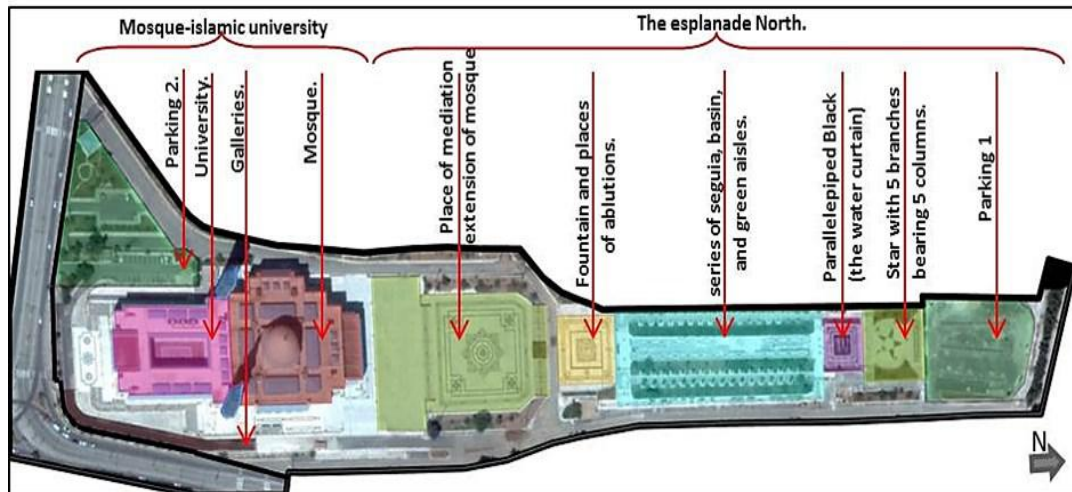 Mosque-islamic university
The esplanade North.
Parking 2.
University.
Galleries.
Mosque.
Place of mediation
extension of mosque
Fountain and places
of ablutions.
series of seguia, basin,
and green aisles.
Parallelepiped Black
(the water curtain)
Star with 5 branches
bearing 5 columns.
Parking 1
N